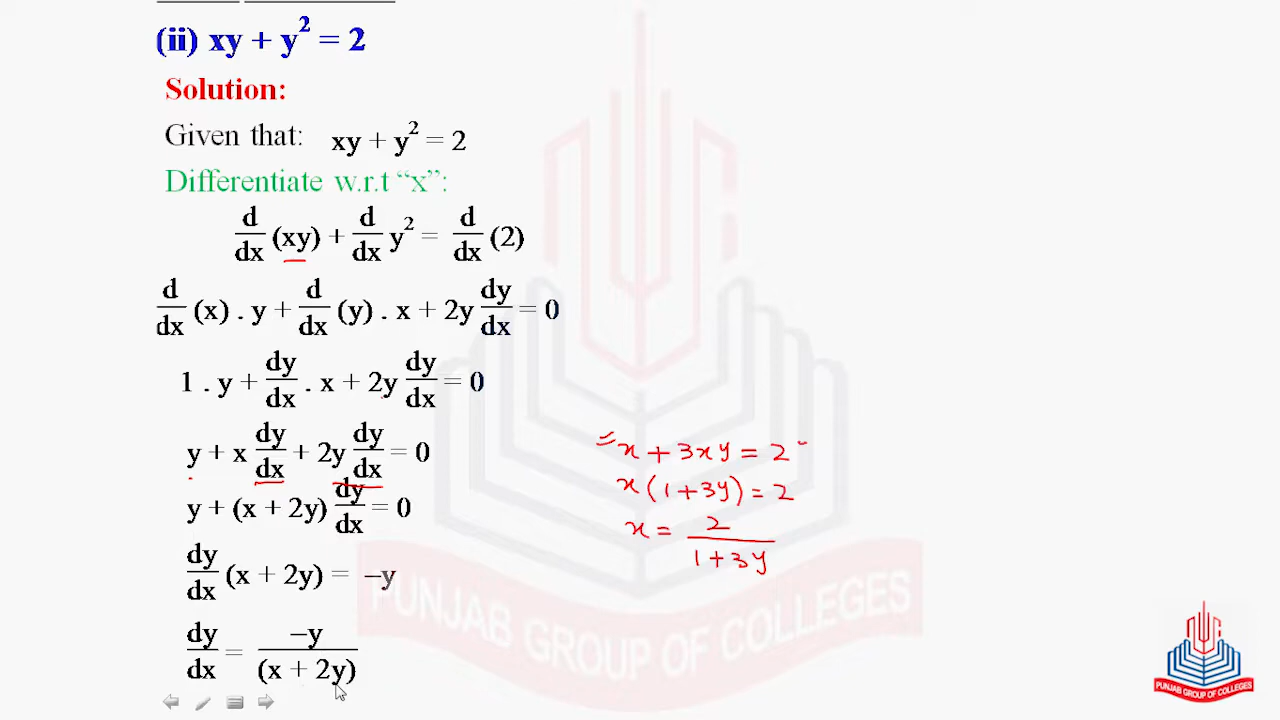 (ii) xy + y² = 2
Solution:
Given that: xy + y² = 2
Differentiate w.r.t “x”:
d/dx (xy) + d/dx y² = d/dx (2)
d/dx (x) . y + d/dx (y) . x + 2y dy/dx = 0
1 . y + dy/dx . x + 2y dy/dx = 0
y + x dy/dx + 2y dy/dx = 0
y + (x + 2y) dy/dx = 0
dy/dx (x + 2y) = –y
dy/dx = –y/(x + 2y)
x + 3xy = 2
x(1 + 3y) = 2
x = 2/(1 + 3y)
PUNJAB GROUP OF COLLEGES
PUNJAB GROUP OF COLLEGES